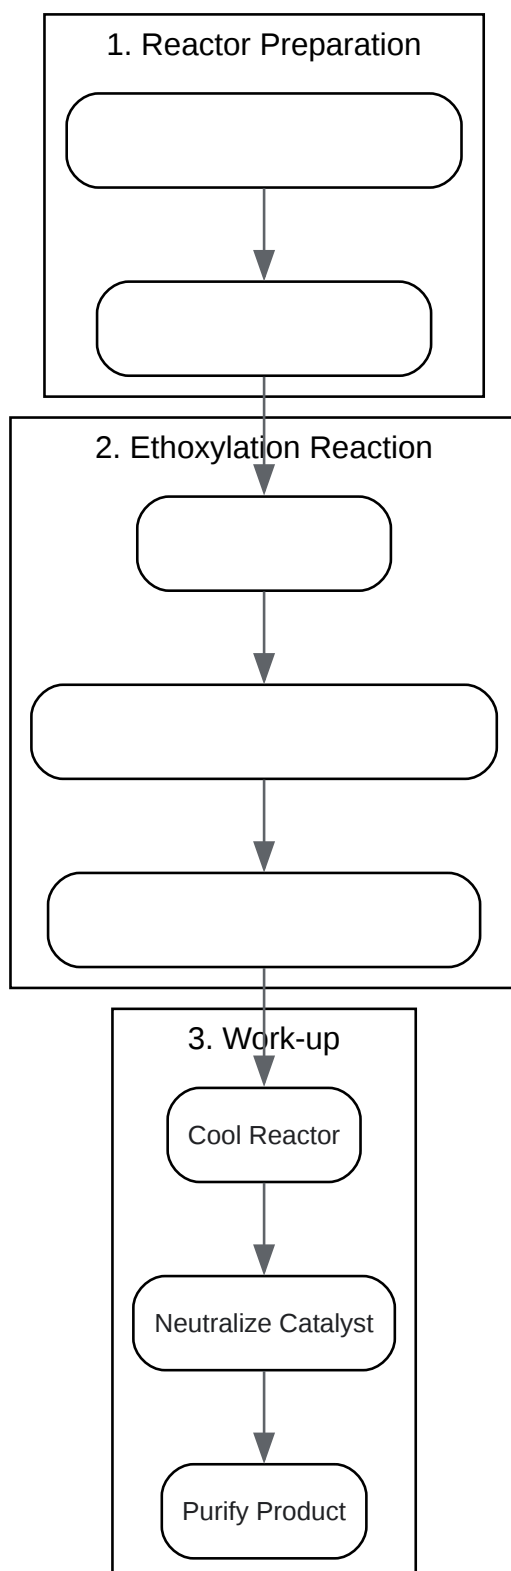 1. Reactor Preparation
2. Ethoxylation Reaction
3. Work-up
Cool Reactor
Neutralize Catalyst
Purify Product